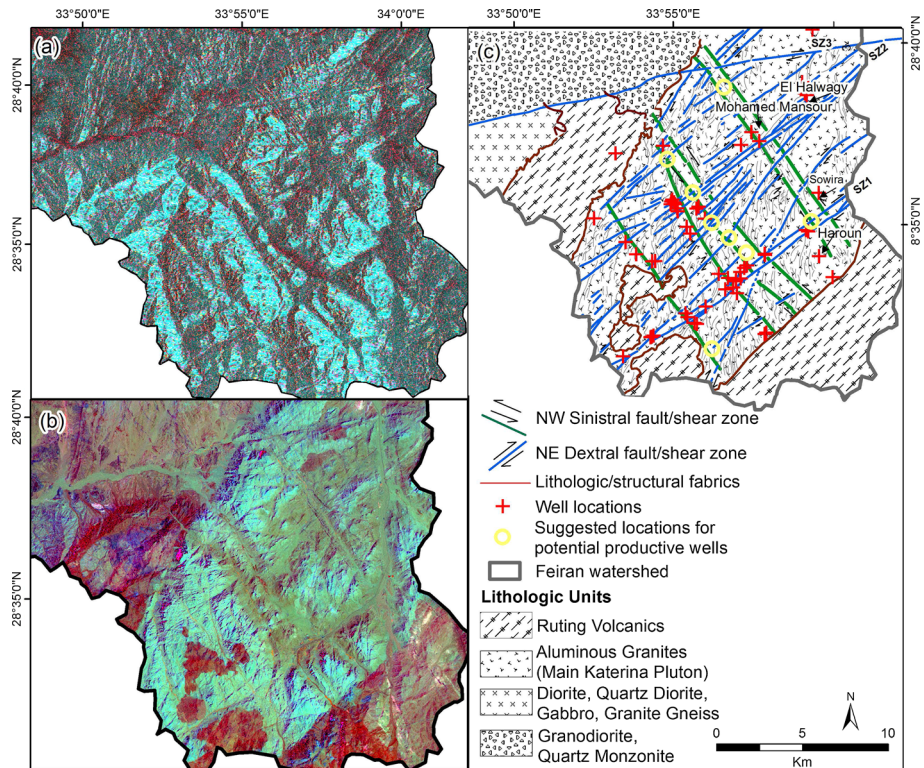 33°50'0"N 33°55'0"N 34°0'0"N 33°50'0"N 33°55'0"N
(a)
28°40'0"N
28°35'0"N
(b)
28°40'0"N
28°35'0"N
(c)
SZ3
SZ2
28°40'0"N
El Halwagy
Mohamed Mansour
Sowira
SZ1
8°35'0"N
Haroun
NW Sinistral fault/shear zone
NE Dextral fault/shear zone
Lithologic/structural fabrics
Well locations
Suggested locations for
potential productive wells
Feiran watershed
Lithologic Units
Ruting Volcanics
Aluminous Granites
(Main Katerina Pluton)
Diorite, Quartz Diorite,
Gabbro, Granite Gneiss
Granodiorite,
Quartz Monzonite
N
0 5 10
Km